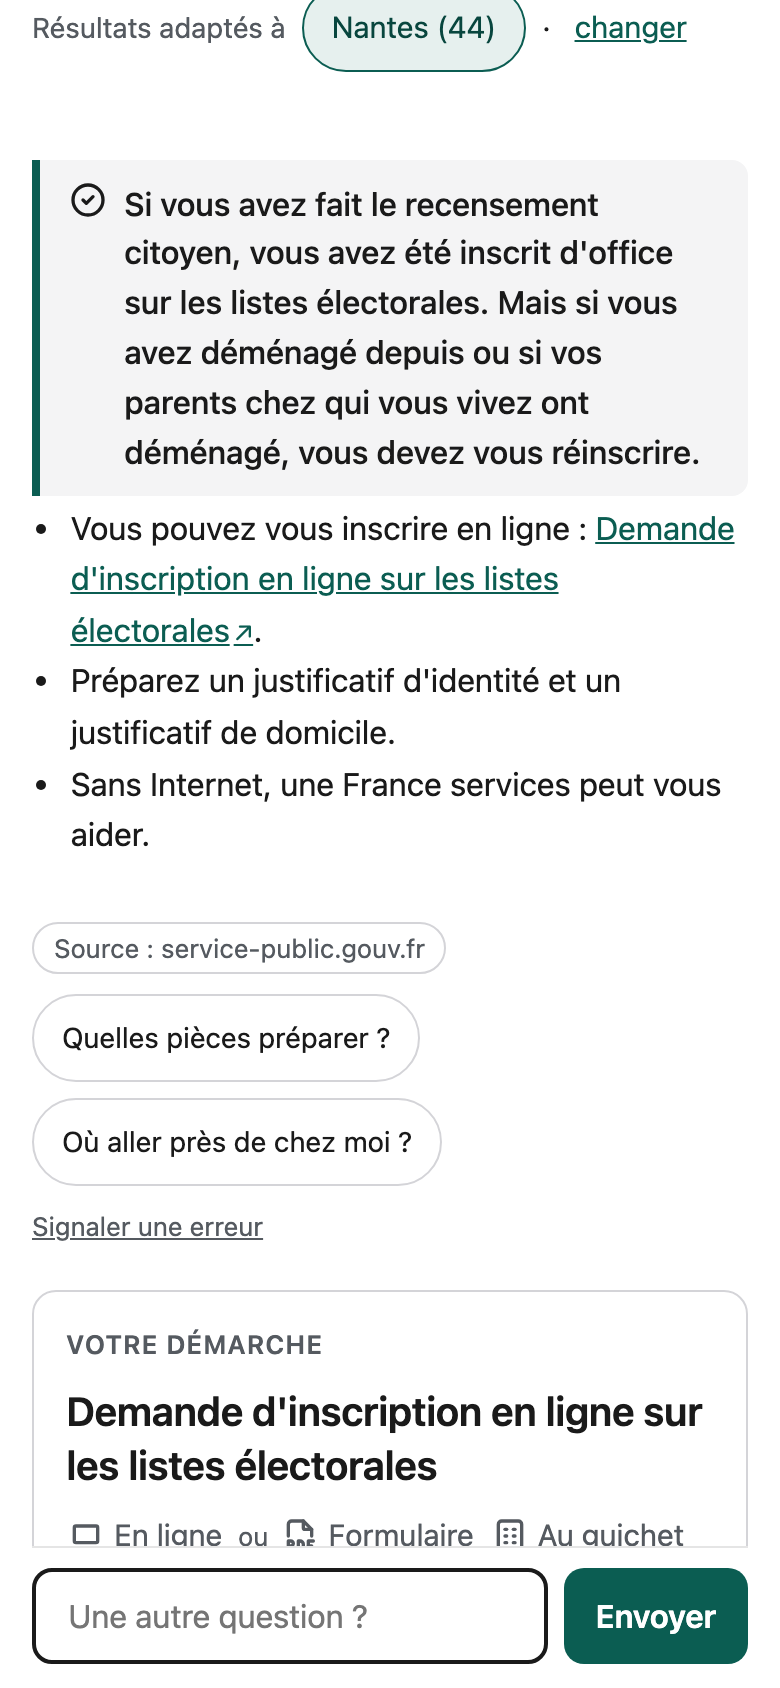 Résultats adaptés à Nantes (44) · changer
Si vous avez fait le recensement
citoyen, vous avez été inscrit d'office
sur les listes électorales. Mais si vous
avez déménagé depuis ou si vos
parents chez qui vous vivez ont
déménagé, vous devez vous réinscrire.
• Vous pouvez vous inscrire en ligne : Demande
d'inscription en ligne sur les listes
électorales↗.
• Préparez un justificatif d'identité et un
justificatif de domicile.
• Sans Internet, une France services peut vous
aider.
Source : service-public.gouv.fr
Quelles pièces préparer ?
Où aller près de chez moi ?
Signaler une erreur
VOTRE DÉMARCHE
Demande d'inscription en ligne sur
les listes électorales
En ligne ou Formulaire Au guichet
Une autre question ?
Envoyer